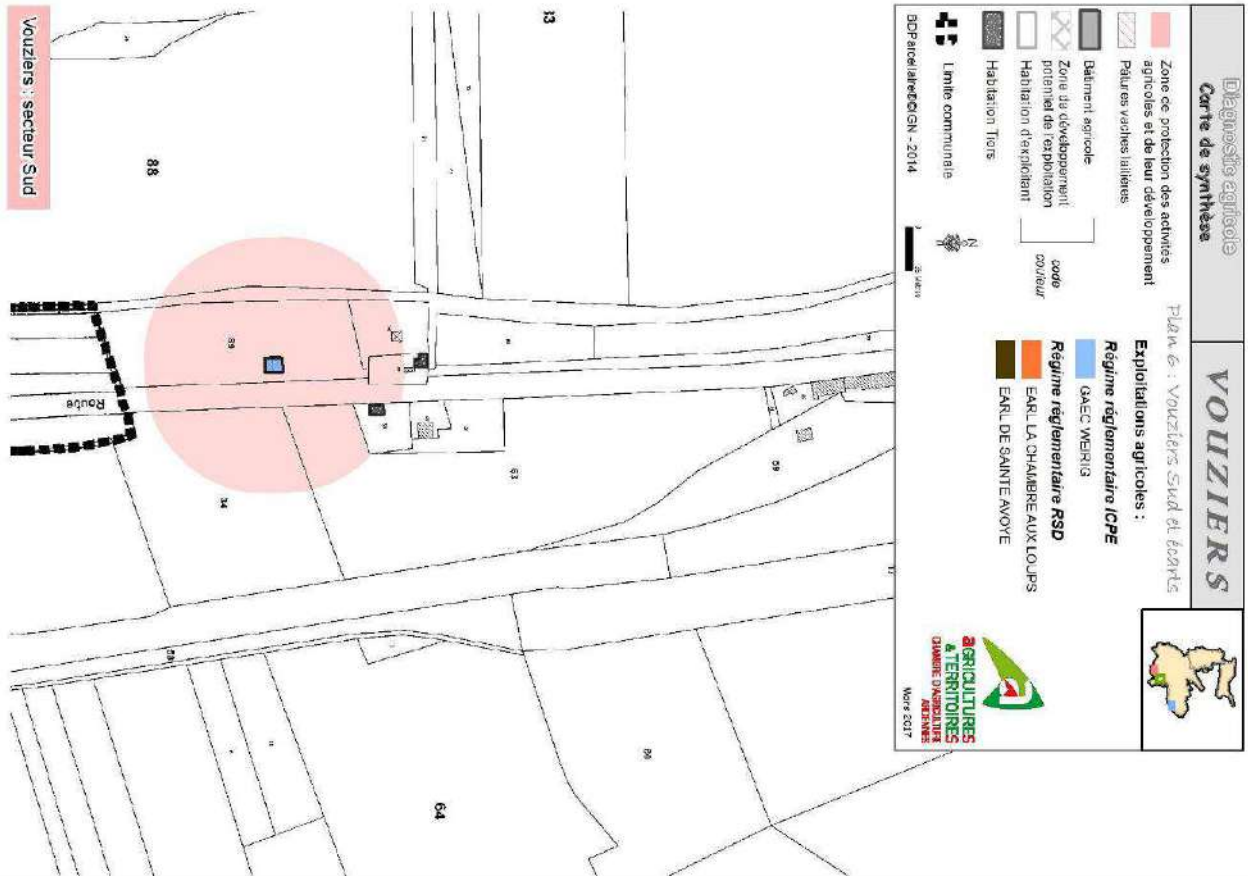 Diagnostic agricole
Carte de synthèse
VOUZIERS
Plan 6 : Vouziers Sud et écarts
Zone de protection des activités
agricoles et de leur développement
Pâtures vaches laitières
Bâtiment agricole
Zone de développement
potentiel de l'exploitation
Habitation d'exploitant
code
couleur
Habitation Tiers
Limite communale
BDParcellaire©IGN - 2014
N
Exploitations agricoles :
Régime réglementaire ICPE
GAEC WEIRIG
Régime réglementaire RSD
EARL LA CHAMBRE AUX LOUPS
EARL DE SAINTE AVOYE
AGRICULTURES
& TERRITOIRES
CHAMBRE D'AGRICULTURE
ARDENNES
Mars 2017
33
88
89
34
63
59
60
64
Route
Vouziers : secteur Sud